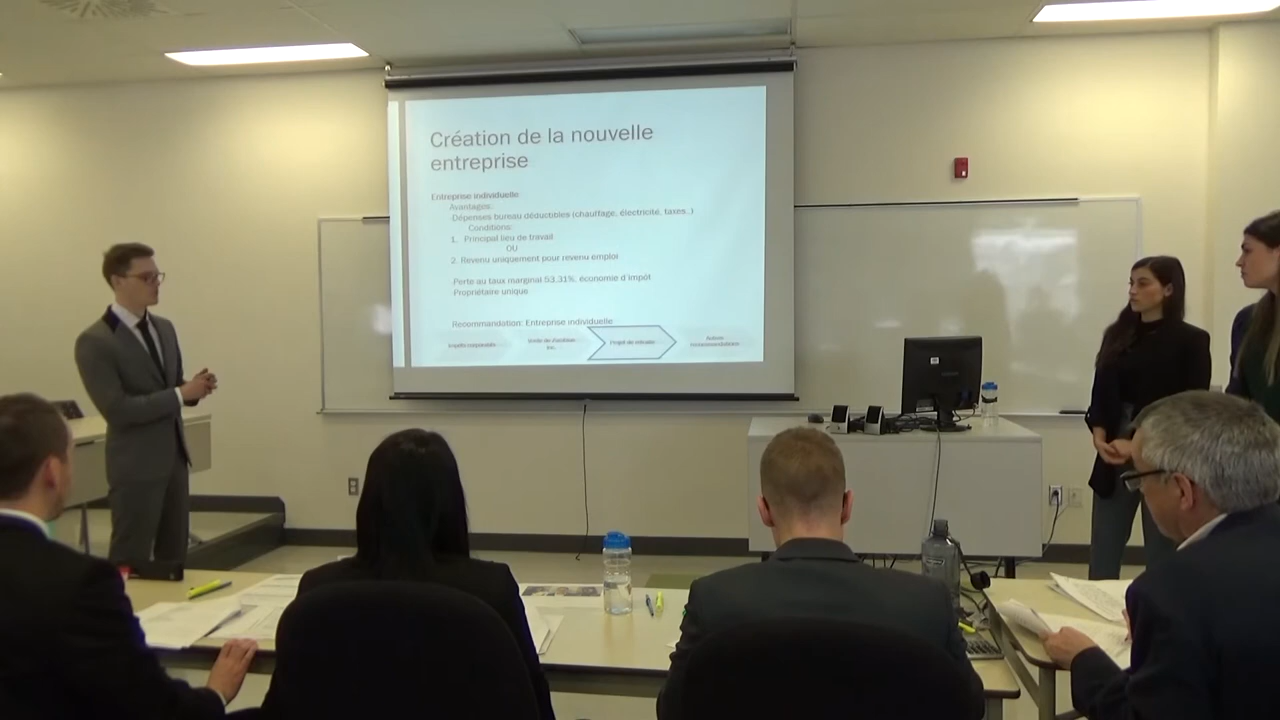 Création de la nouvelle
entreprise
Entreprise individuelle:
Avantages:
-Dépenses bureau déductibles (chauffage, électricité, taxes..)
Conditions:
1. Principal lieu de travail
OU
2. Revenu uniquement pour revenu emploi
-Perte au taux marginal 53,31%, économie d'impôt
-Propriétaire unique
Recommandation: Entreprise individuelle
Projet de retraite